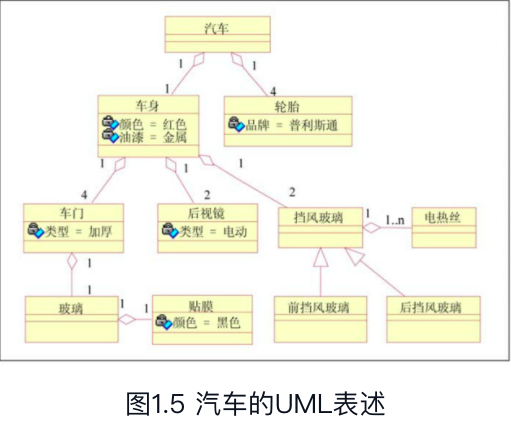 汽车
1
1
1
4
车身
颜色 = 红色
油漆 = 金属
轮胎
品牌 = 普利斯通
1
1
1
4
2
2
车门
类型 = 加厚
后视镜
类型 = 电动
挡风玻璃
1
1..n
电热丝
1
1
玻璃
1
1
贴膜
颜色 = 黑色
前挡风玻璃
后挡风玻璃
图1.5 汽车的UML表述